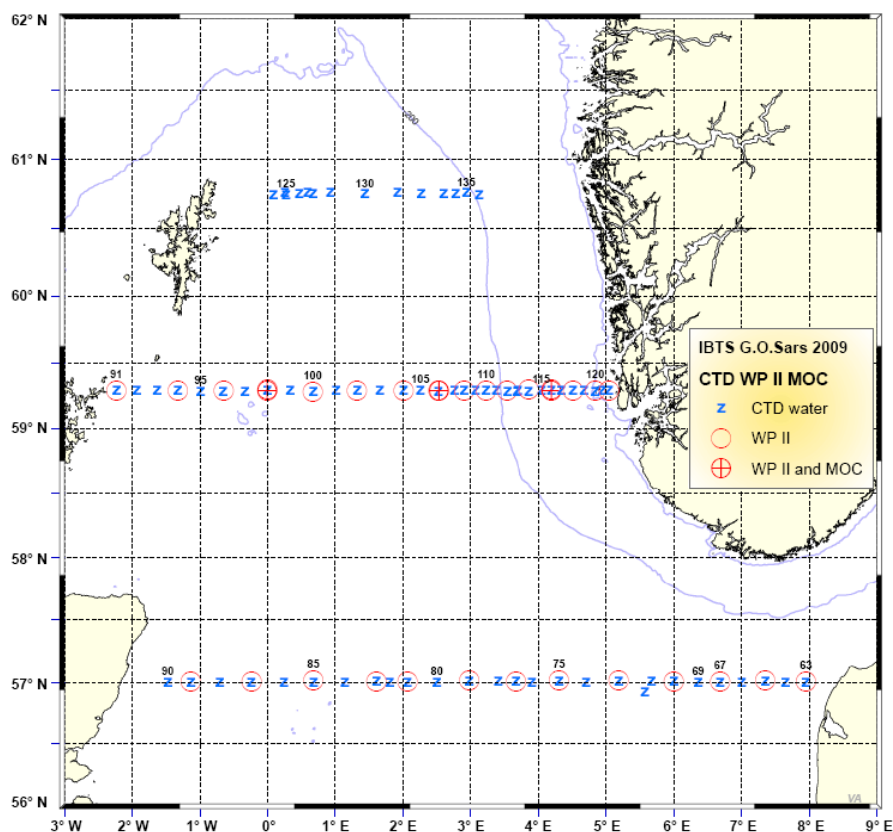 62° N
200
61° N
125 130 135
60° N
IBTS G.O.Sars 2009
CTD WP II MOC
z CTD water
WP II
WP II and MOC
91 95 100 105 110 115 120
59° N
58° N
90 85 80 75 69 67 63
57° N
56° N
VA
3° W 2° W 1° W 0° 1° E 2° E 3° E 4° E 5° E 6° E 7° E 8° E 9° E